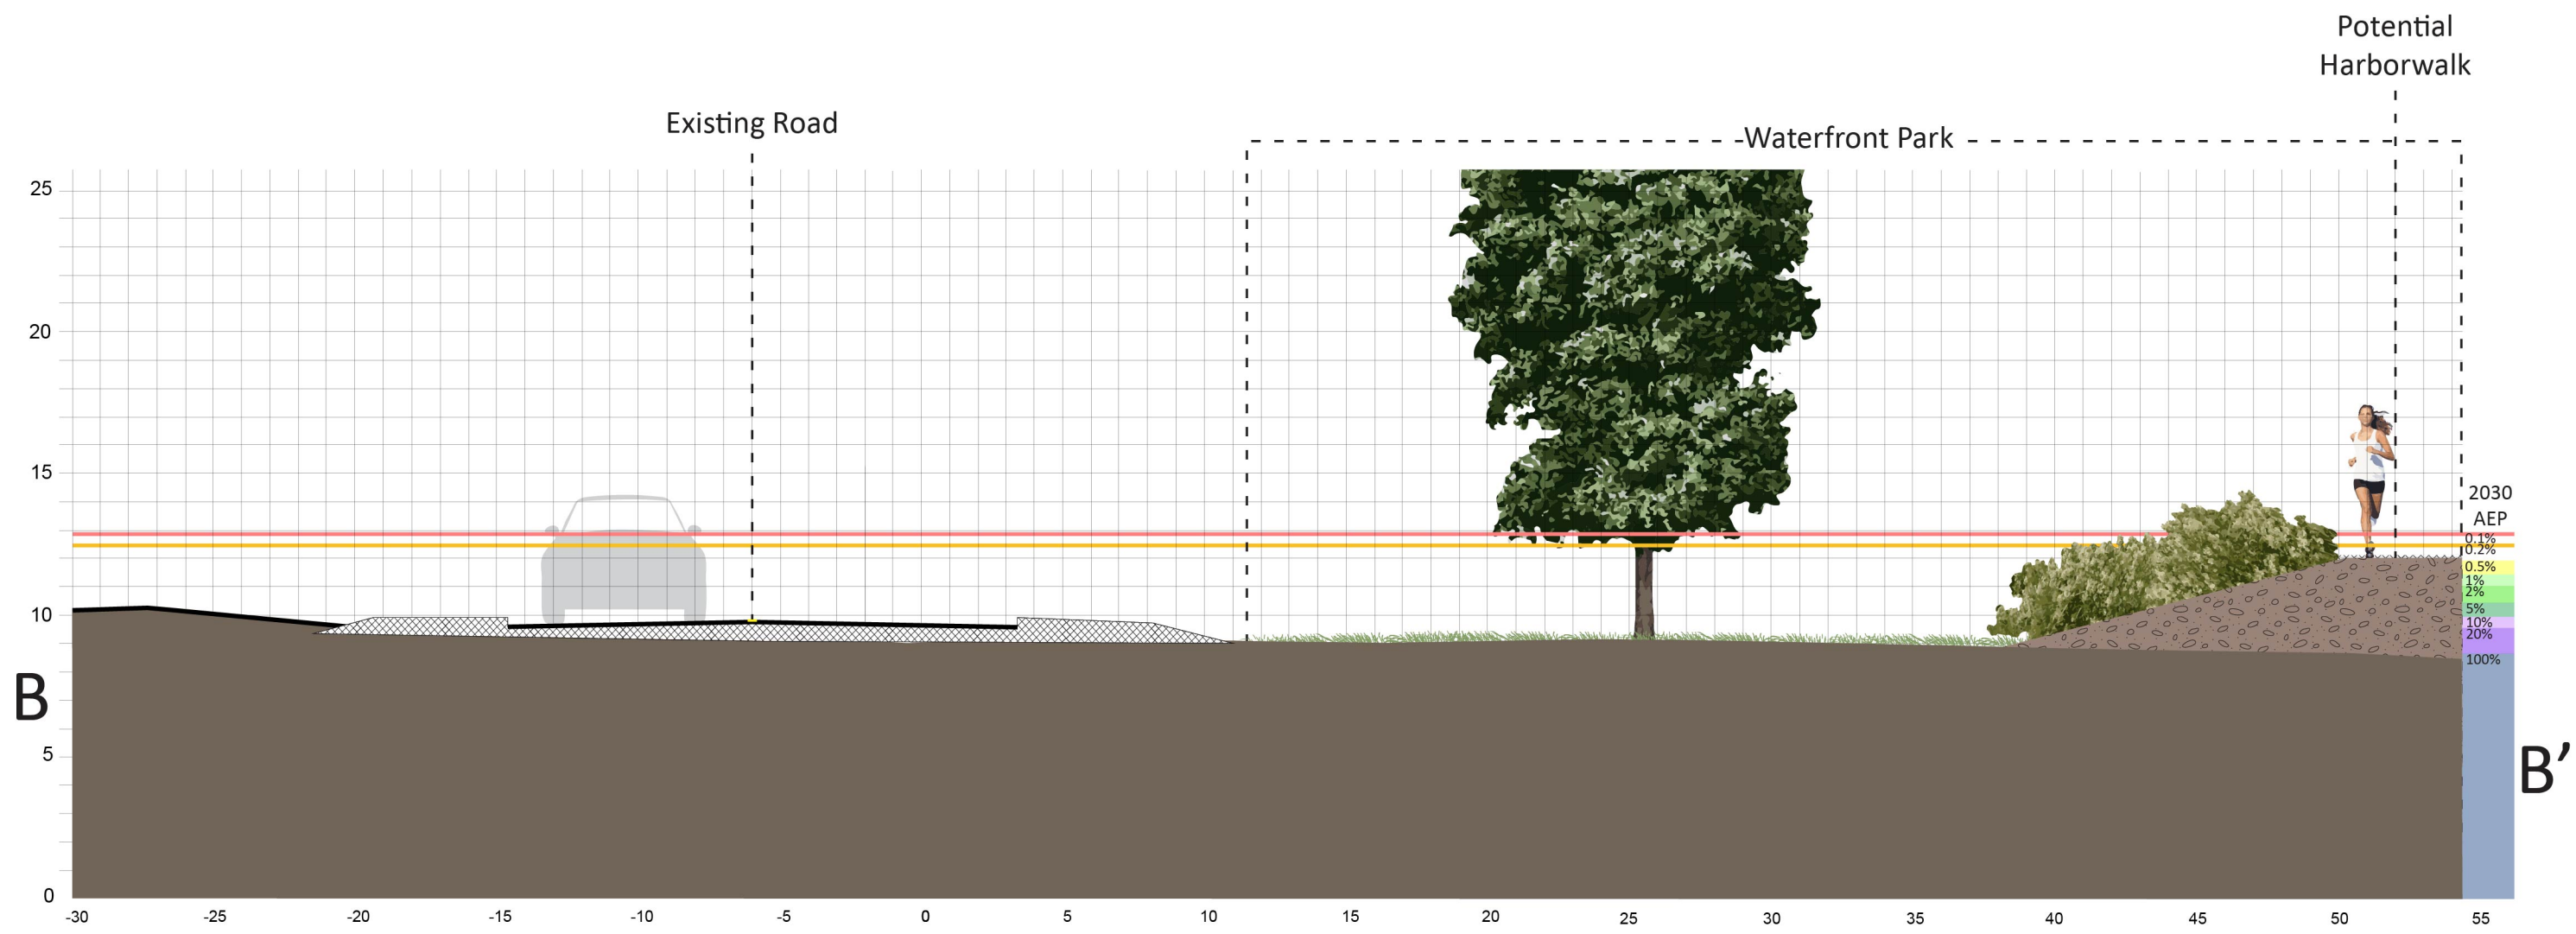 Potential
Harborwalk
Existing Road
Waterfront Park
25
20
15
10
5
0
2030
AEP
0.1%
0.2%
0.5%
1%
2%
5%
10%
20%
100%
B
B’
-30 -25 -20 -15 -10 -5 0 5 10 15 20 25 30 35 40 45 50 55